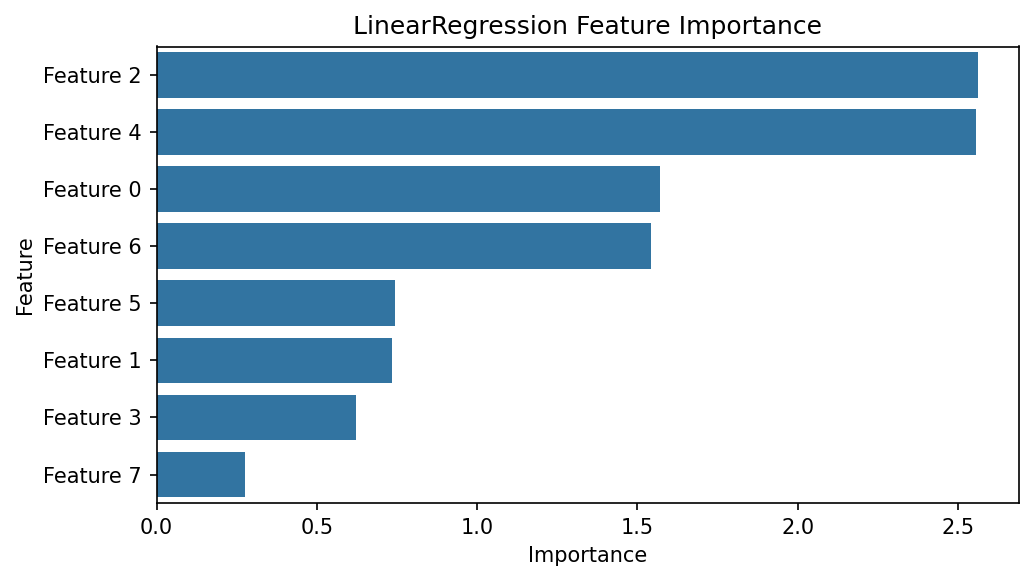 LinearRegression Feature Importance
Feature 2
Feature 4
Feature 0
Feature 6
Feature 5
Feature 1
Feature 3
Feature 7
Feature
0.0 0.5 1.0 1.5 2.0 2.5
Importance